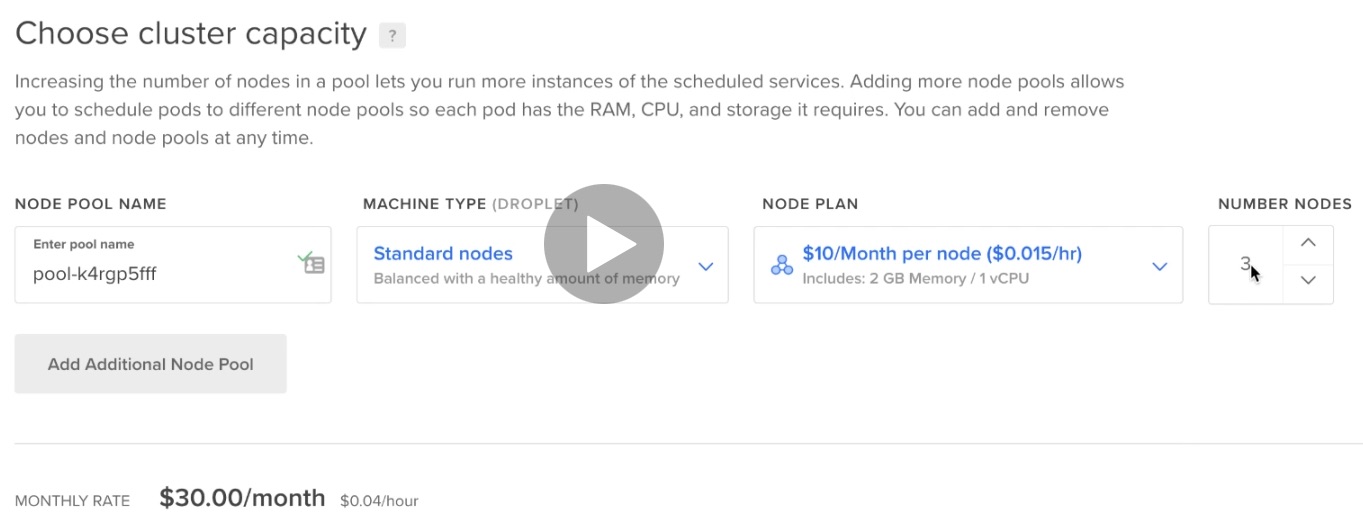 Choose cluster capacity ?
Increasing the number of nodes in a pool lets you run more instances of the scheduled services. Adding more node pools allows
you to schedule pods to different node pools so each pod has the RAM, CPU, and storage it requires. You can add and remove
nodes and node pools at any time.
NODE POOL NAME MACHINE TYPE (DROPLET) NODE PLAN NUMBER NODES
Enter pool name
pool-k4rgp5fff
Standard nodes
Balanced with a healthy amount of memory
$10/Month per node ($0.015/hr)
Includes: 2 GB Memory / 1 vCPU
3
Add Additional Node Pool
MONTHLY RATE $30.00/month $0.04/hour